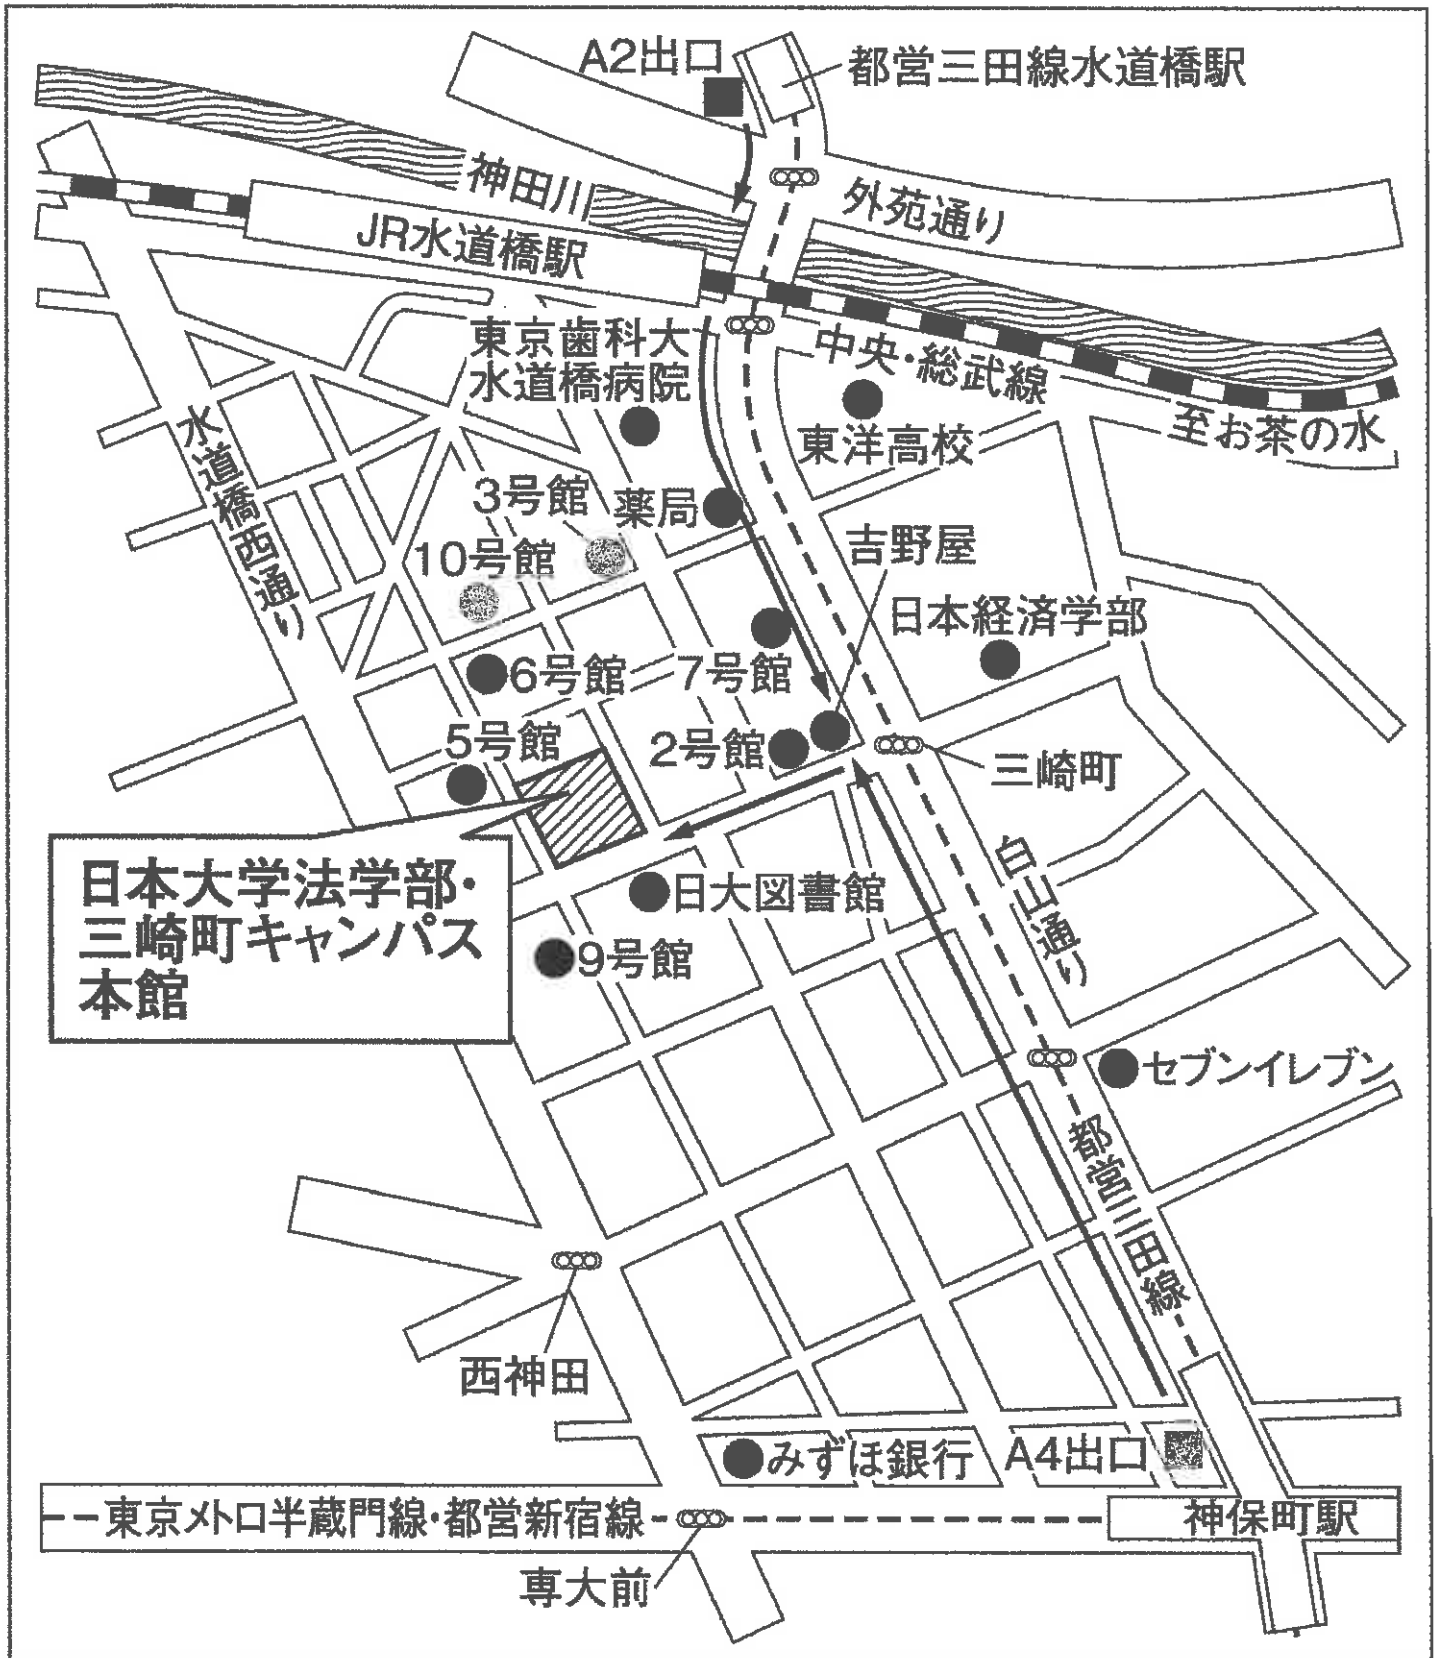 A2出口
都営三田線水道橋駅
神田川
外苑通り
JR水道橋駅
東京歯科大
水道橋病院
中央・総武線
至お茶の水
東洋高校
水道橋西通り
3号館
薬局
10号館
吉野屋
日本経済学部
6号館
7号館
5号館
2号館
三崎町
日本大学法学部・
三崎町キャンパス
本館
日大図書館
白山通り
9号館
セブンイレブン
都営三田線
西神田
みずほ銀行
A4出口
東京メトロ半蔵門線・都営新宿線
神保町駅
専大前